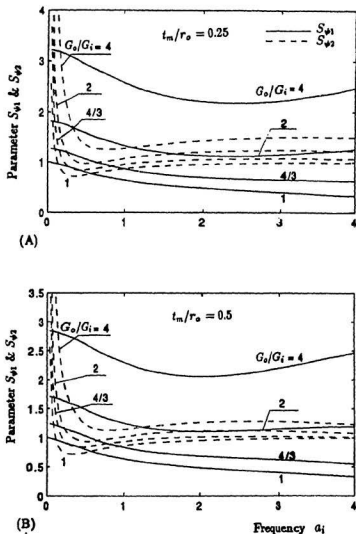 4
G_o/G_i = 4
t_m/r_o = 0.25
S_ψ1
S_ψ2
3
2
4/3
G_o/G_i = 4
2
2
1
4/3
1
1
0
0 1 2 3 4
Parameter S_ψ1 & S_ψ2
(A)
3.5
G_o/G_i = 4
t_m/r_o = 0.5
3
2.5
G_o/G_i = 4
2
2
4/3
2
1.5
1
4/3
0.5
1
1
0
0 1 2 3 4
Parameter S_ψ1 & S_ψ2
(B)
Frequency a_i